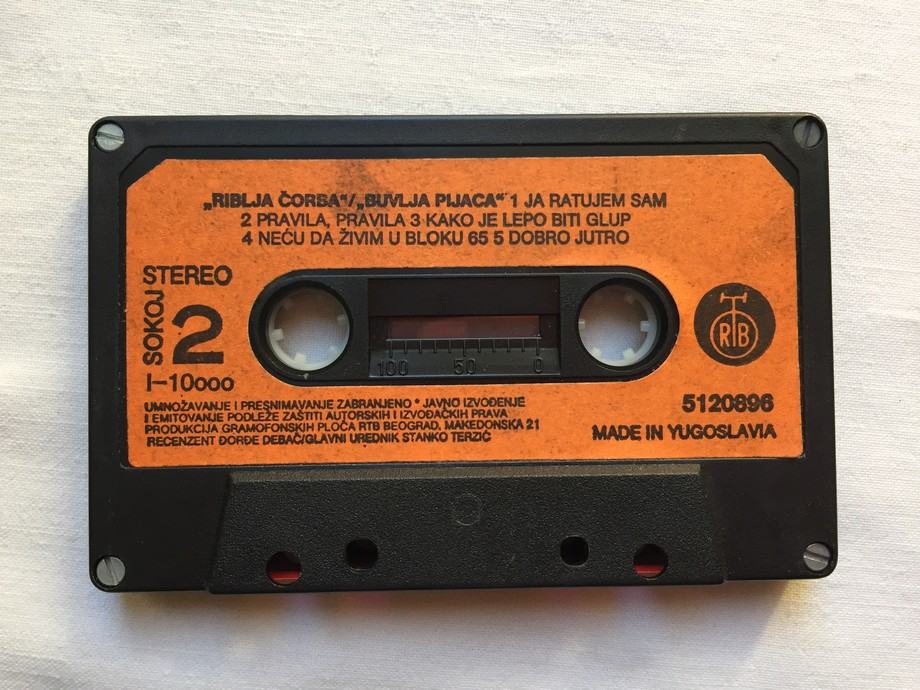 „RIBLJA ČORBA“/„BUVLJA PIJACA“ 1 JA RATUJEM SAM
2 PRAVILA, PRAVILA 3 KAKO JE LEPO BITI GLUP
4 NEĆU DA ŽIVIM U BLOKU 65 5 DOBRO JUTRO
STEREO
SOKOJ
2
I-10000
100 50 0
RTB
UMNOŽAVANJE I PRESNIMAVANJE ZABRANJENO * JAVNO IZVOĐENJE
I EMITOVANJE PODLEŽE ZAŠTITI AUTORSKIH I IZVOĐAČKIH PRAVA
PRODUKCIJA GRAMOFONSKIH PLOČA RTB BEOGRAD, MAKEDONSKA 21
RECENZENT ĐORĐE DEBAČ/GLAVNI UREDNIK STANKO TERZIĆ
5120896
MADE IN YUGOSLAVIA